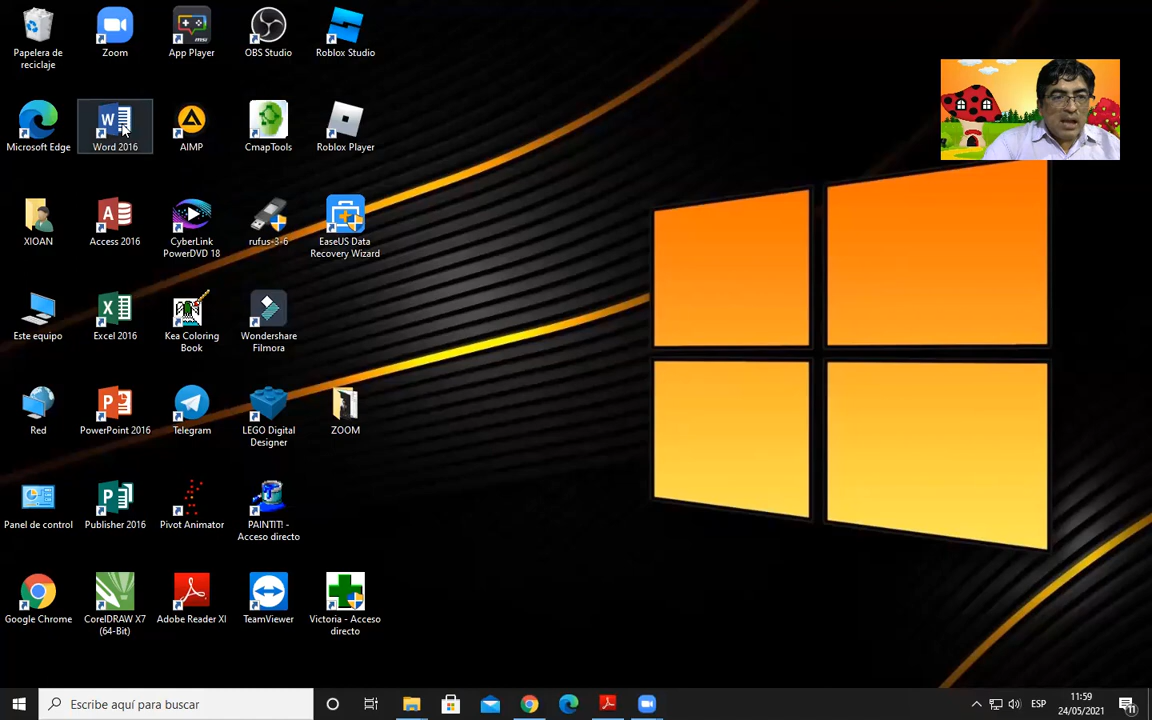 Papelera de
reciclaje
Zoom
App Player
OBS Studio
Roblox Studio
Microsoft Edge
Word 2016
AIMP
CmapTools
Roblox Player
XIOAN
Access 2016
CyberLink
PowerDVD 18
rufus-3-6
EaseUS Data
Recovery Wizard
Este equipo
Excel 2016
Kea Coloring
Book
Wondershare
Filmora
Red
PowerPoint 2016
Telegram
LEGO Digital
Designer
ZOOM
Panel de control
Publisher 2016
Pivot Animator
PAINTIT! -
Acceso directo
Google Chrome
CorelDRAW X7
(64-Bit)
Adobe Reader XI
TeamViewer
Victoria - Acceso
directo
Escribe aquí para buscar
ESP
11:59
24/05/2021
11